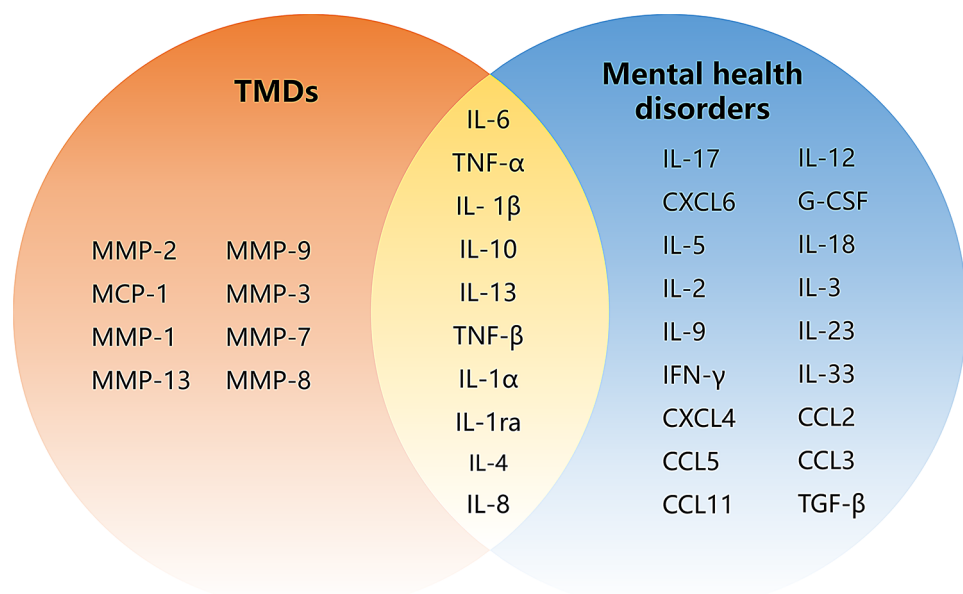 TMDs
MMP-2 MMP-9
MCP-1 MMP-3
MMP-1 MMP-7
MMP-13 MMP-8
IL-6
TNF-α
IL- 1β
IL-10
IL-13
TNF-β
IL-1α
IL-1ra
IL-4
IL-8
Mental health
disorders
IL-17 IL-12
CXCL6 G-CSF
IL-5 IL-18
IL-2 IL-3
IL-9 IL-23
IFN-γ IL-33
CXCL4 CCL2
CCL5 CCL3
CCL11 TGF-β